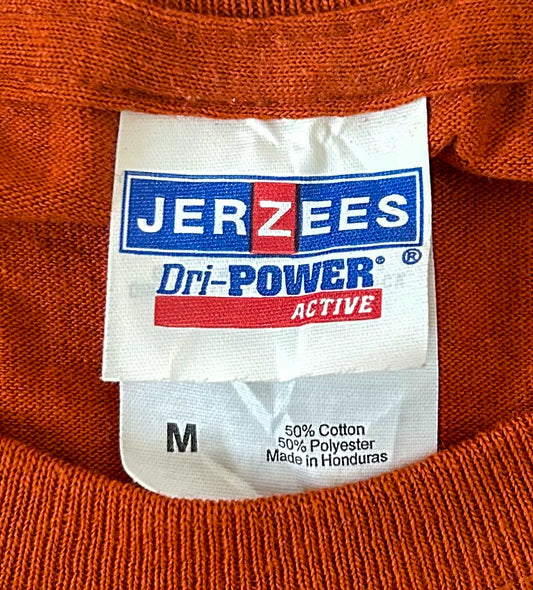 JERZEES
®
Dri-POWER®
ACTIVE
M
50% Cotton
50% Polyester
Made in Honduras